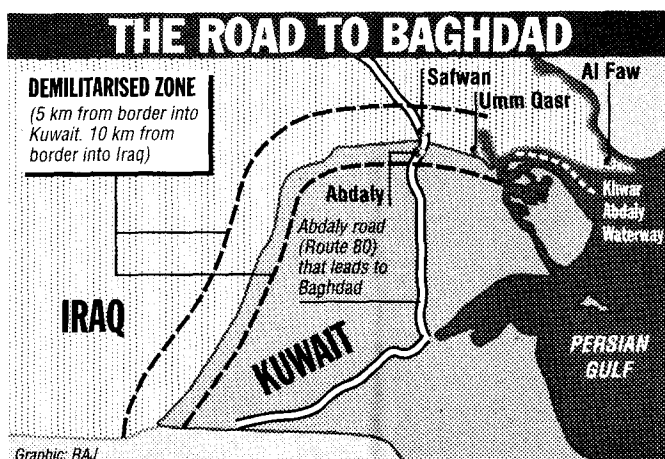 THE ROAD TO BAGHDAD
DEMILITARISED ZONE
(5 km from border into
Kuwait. 10 km from
border into Iraq)
Safwan
Umm Qasr
Al Faw
Abdaly
Abdaly road
(Route 80)
that leads to
Baghdad
Khwar
Abdaly
Waterway
IRAQ
KUWAIT
PERSIAN
GULF
Graphic: RAJ